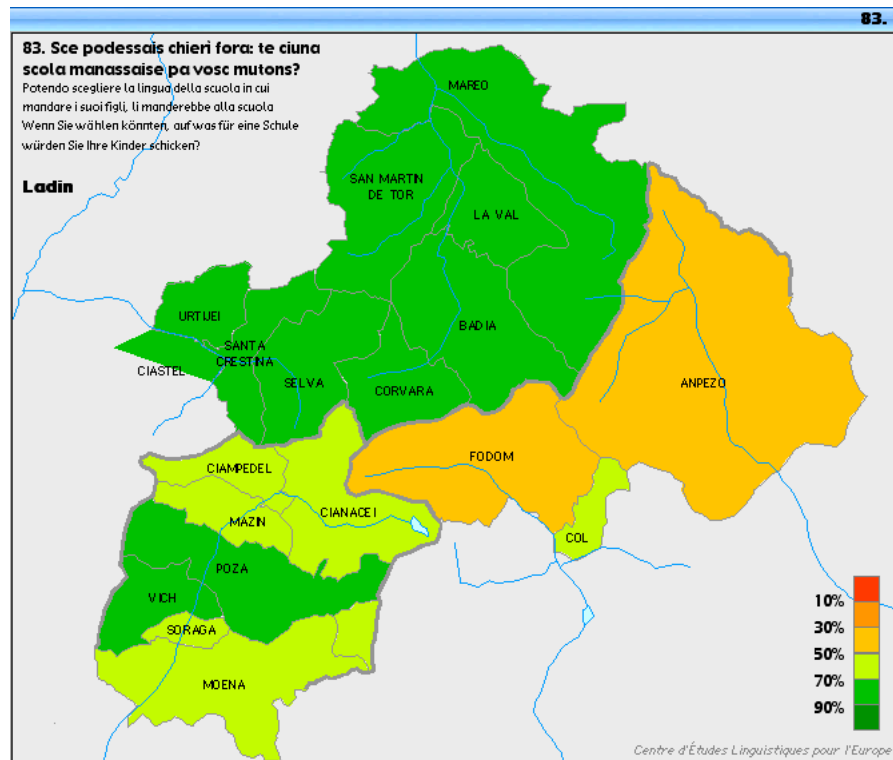 83.
83. Sce podessais chierì fora: te ciuna
scola manassaise pa vosc mutons?
Potendo scegliere la lingua della scuola in cui
mandare i suoi figli, li manderebbe alla scuola
Wenn Sie wählen könnten, auf was für eine Schule
würden Sie Ihre Kinder schicken?
Ladin
MAREO
SAN MARTIN
DE TOR
LA VAL
URTIJEI
SANTA
CRESTINA
BADIA
CIASTEL
SELVA
CORVARA
ANPEZO
CIAMPEDEL
FODOM
CIANACEI
MAZIN
COL
POZA
VICH
SORAGA
MOENA
10%
30%
50%
70%
90%
Centre d'Études Linguistiques pour l'Europe